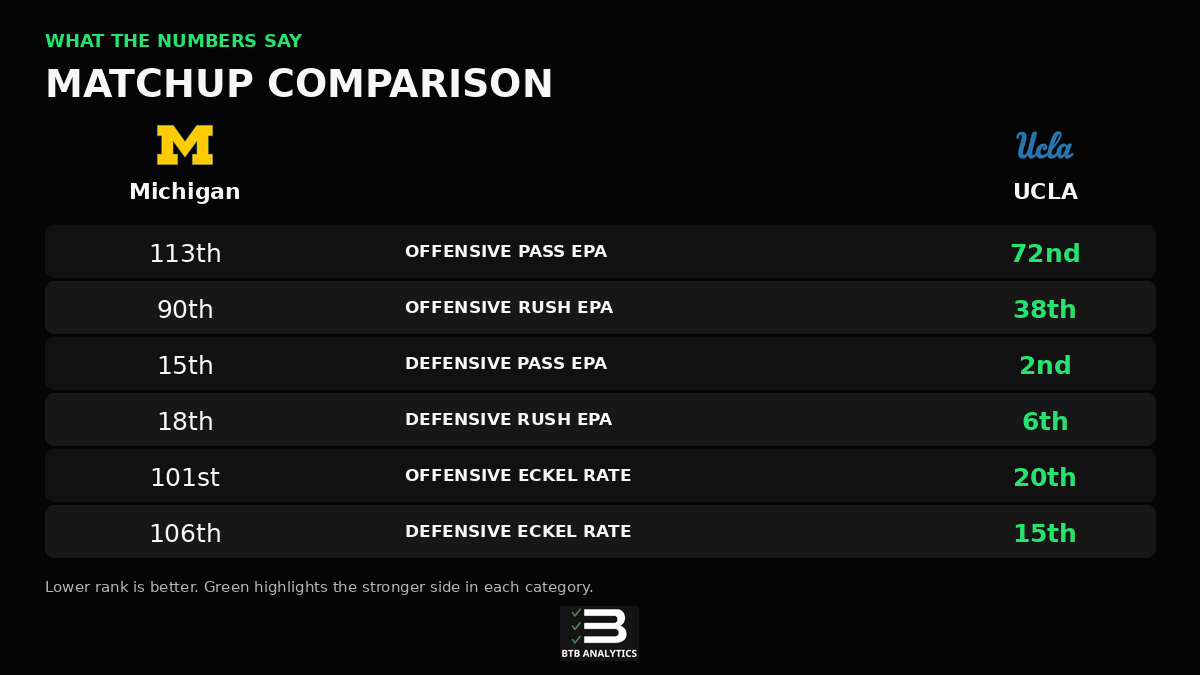 WHAT THE NUMBERS SAY
MATCHUP COMPARISON
M
Ucla
Michigan
UCLA
113th OFFENSIVE PASS EPA 72nd
90th OFFENSIVE RUSH EPA 38th
15th DEFENSIVE PASS EPA 2nd
18th DEFENSIVE RUSH EPA 6th
101st OFFENSIVE ECKEL RATE 20th
106th DEFENSIVE ECKEL RATE 15th
Lower rank is better. Green highlights the stronger side in each category.
B
BTB ANALYTICS